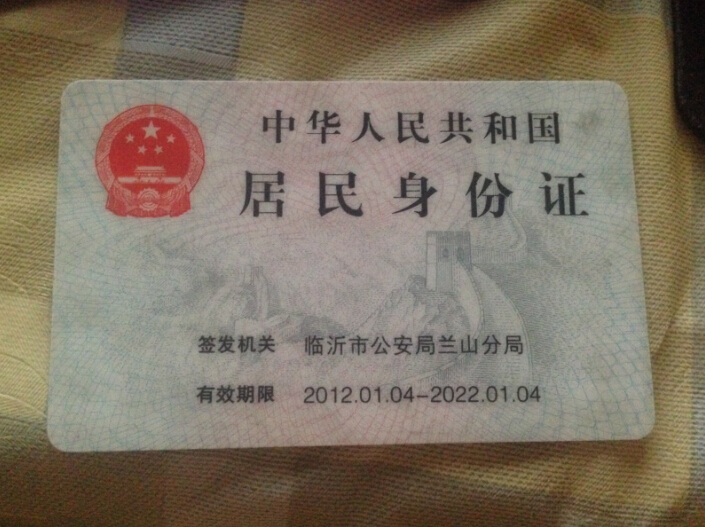 中华人民共和国
居民身份证
签发机关 临沂市公安局兰山分局
有效期限 2012.01.04-2022.01.04